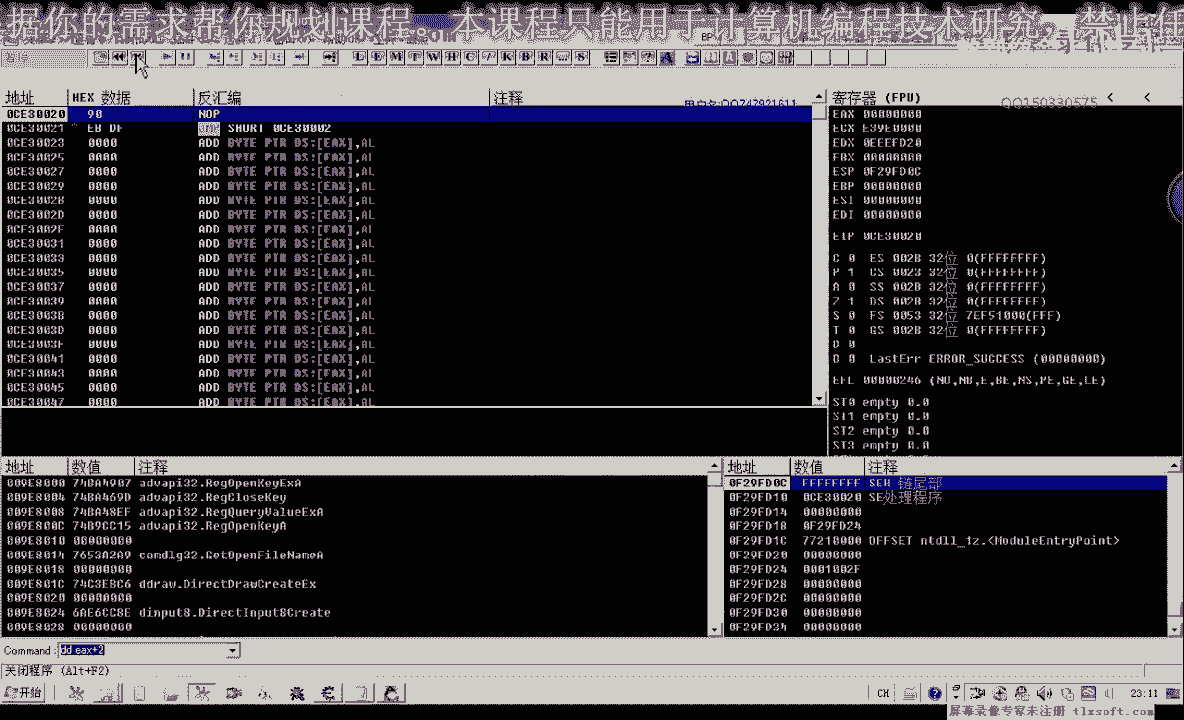 据你的需求帮你规划课程。本课程只能用于计算机编程技术研究，禁止任
地址 HEX 数据 反汇编 注释
0CE30020 90 NOP
0CE30021 EB DF JMP SHORT 0CE30002
0CE30023 0000 ADD BYTE PTR DS:[EAX],AL
0CE30025 0000 ADD BYTE PTR DS:[EAX],AL
0CE30027 0000 ADD BYTE PTR DS:[EAX],AL
0CE30029 0000 ADD BYTE PTR DS:[EAX],AL
0CE3002B 0000 ADD BYTE PTR DS:[EAX],AL
0CE3002D 0000 ADD BYTE PTR DS:[EAX],AL
0CE3002F 0000 ADD BYTE PTR DS:[EAX],AL
0CE30031 0000 ADD BYTE PTR DS:[EAX],AL
0CE30033 0000 ADD BYTE PTR DS:[EAX],AL
0CE30035 0000 ADD BYTE PTR DS:[EAX],AL
0CE30037 0000 ADD BYTE PTR DS:[EAX],AL
0CE30039 0000 ADD BYTE PTR DS:[EAX],AL
0CE3003B 0000 ADD BYTE PTR DS:[EAX],AL
0CE3003D 0000 ADD BYTE PTR DS:[EAX],AL
0CE3003F 0000 ADD BYTE PTR DS:[EAX],AL
0CE30041 0000 ADD BYTE PTR DS:[EAX],AL
0CE30043 0000 ADD BYTE PTR DS:[EAX],AL
0CE30045 0000 ADD BYTE PTR DS:[EAX],AL
0CE30047 0000 ADD BYTE PTR DS:[EAX],AL
寄存器 (FPU)
QQ150330575
EAX 00000000
ECX E39E0000
EDX 0EEEFD20
EBX 00000000
ESP 0F29FD0C
EBP 00000000
ESI 00000000
EDI 00000000
EIP 0CE30020
C 0 ES 002B 32位 0(FFFFFFFF)
P 1 CS 0023 32位 0(FFFFFFFF)
A 0 SS 002B 32位 0(FFFFFFFF)
Z 1 DS 002B 32位 0(FFFFFFFF)
S 0 FS 0053 32位 7EF51000(FFF)
T 0 GS 002B 32位 0(FFFFFFFF)
D 0
O 0 LastErr ERROR_SUCCESS (00000000)
EFL 00000246 (NO,NB,E,BE,NS,PE,GE,LE)
ST0 empty 0.0
ST1 empty 0.0
ST2 empty 0.0
ST3 empty 0.0
地址 数值 注释
009E8000 74BA4907 advapi32.RegOpenKeyExA
009E8004 74BA469D advapi32.RegCloseKey
009E8008 74BA48EF advapi32.RegQueryValueExA
009E800C 74B9CC15 advapi32.RegOpenKeyA
009E8010 00000000
009E8014 7653A2A9 comdlg32.GetOpenFileNameA
009E8018 00000000
009E801C 74C3EBC6 ddraw.DirectDrawCreateEx
009E8020 00000000
009E8024 6AE6CC8E dinput8.DirectInput8Create
009E8028 00000000
地址 数值 注释
0F29FD0C FFFFFFFF SEH 链尾部
0F29FD10 0CE30020 SE处理程序
0F29FD14 00000000
0F29FD18 0F29FD24
0F29FD1C 77210000 OFFSET ntdll_1z.<ModuleEntryPoint>
0F29FD20 00000000
0F29FD24 0001002F
0F29FD28 00000000
0F29FD2C 00000000
0F29FD30 00000000
0F29FD34 00000000
Command : dd eax+2
关闭程序 (Alt+F2)
开始
CH
23:11
屏幕录像专家未注册 tlxsoft.com